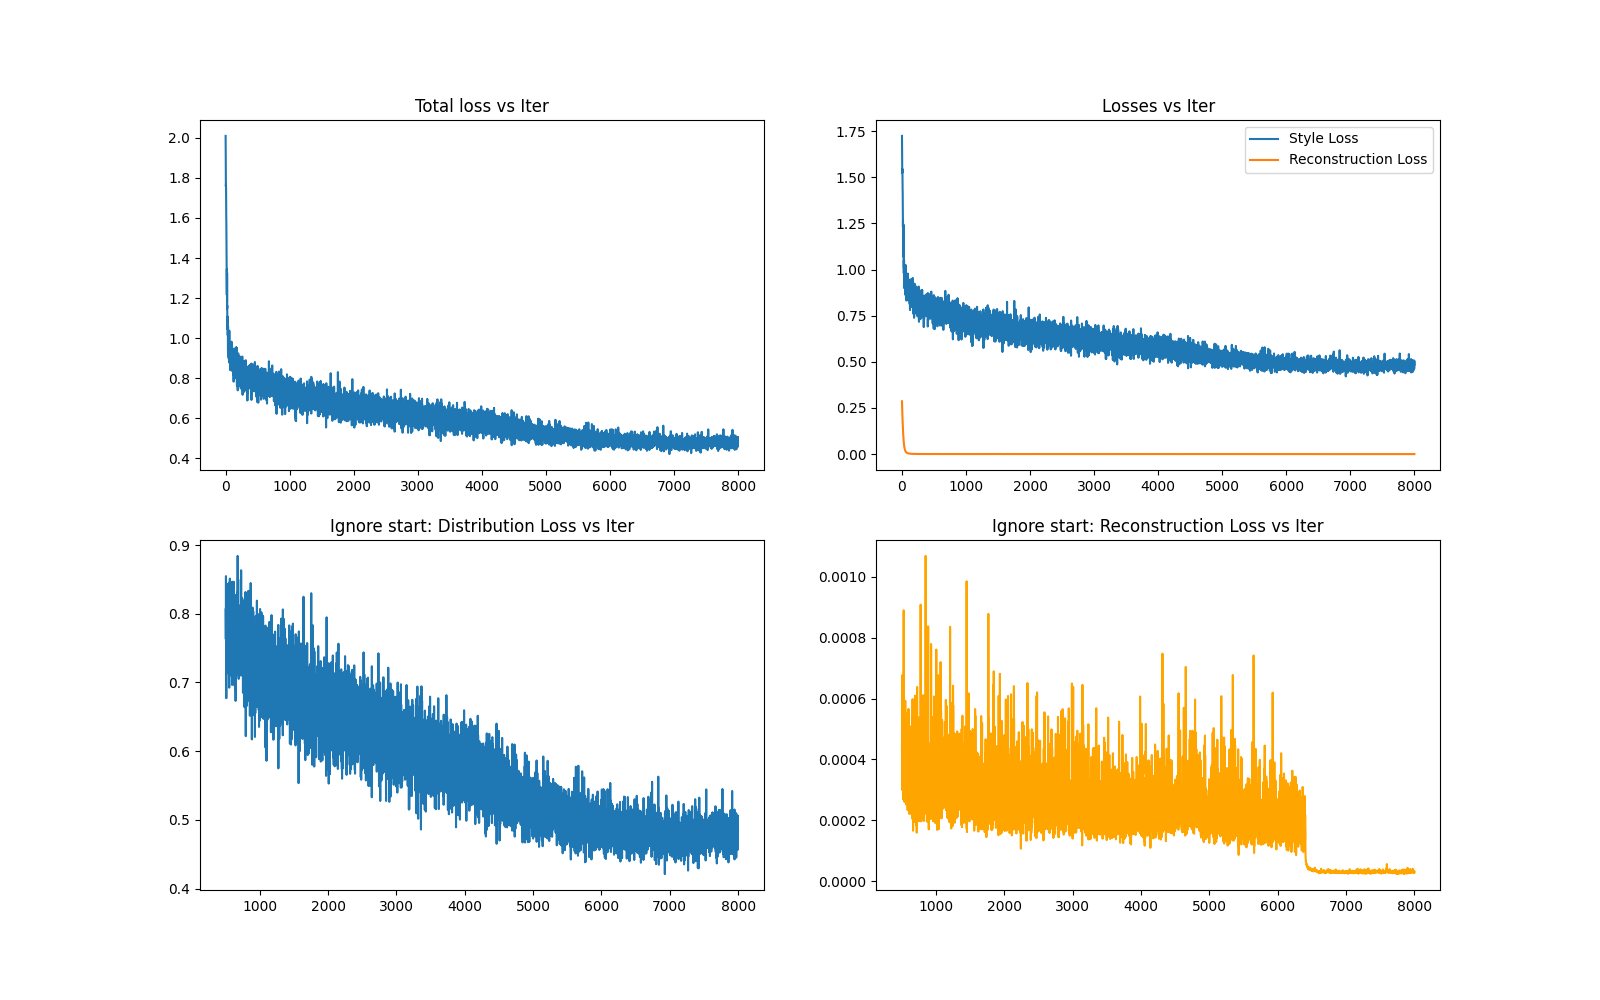 Total loss vs Iter
2.0
1.8
1.6
1.4
1.2
1.0
0.8
0.6
0.4
0 1000 2000 3000 4000 5000 6000 7000 8000
Losses vs Iter
Style Loss
Reconstruction Loss
1.75
1.50
1.25
1.00
0.75
0.50
0.25
0.00
0 1000 2000 3000 4000 5000 6000 7000 8000
Ignore start: Distribution Loss vs Iter
0.9
0.8
0.7
0.6
0.5
0.4
1000 2000 3000 4000 5000 6000 7000 8000
Ignore start: Reconstruction Loss vs Iter
0.0010
0.0008
0.0006
0.0004
0.0002
0.0000
1000 2000 3000 4000 5000 6000 7000 8000